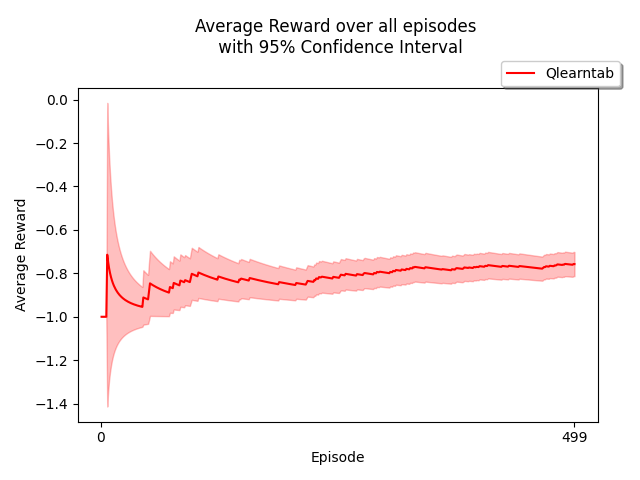 Average Reward over all episodes
with 95% Confidence Interval
Qlearntab
0.0
−0.2
−0.4
−0.6
−0.8
−1.0
−1.2
−1.4
Average Reward
0
499
Episode